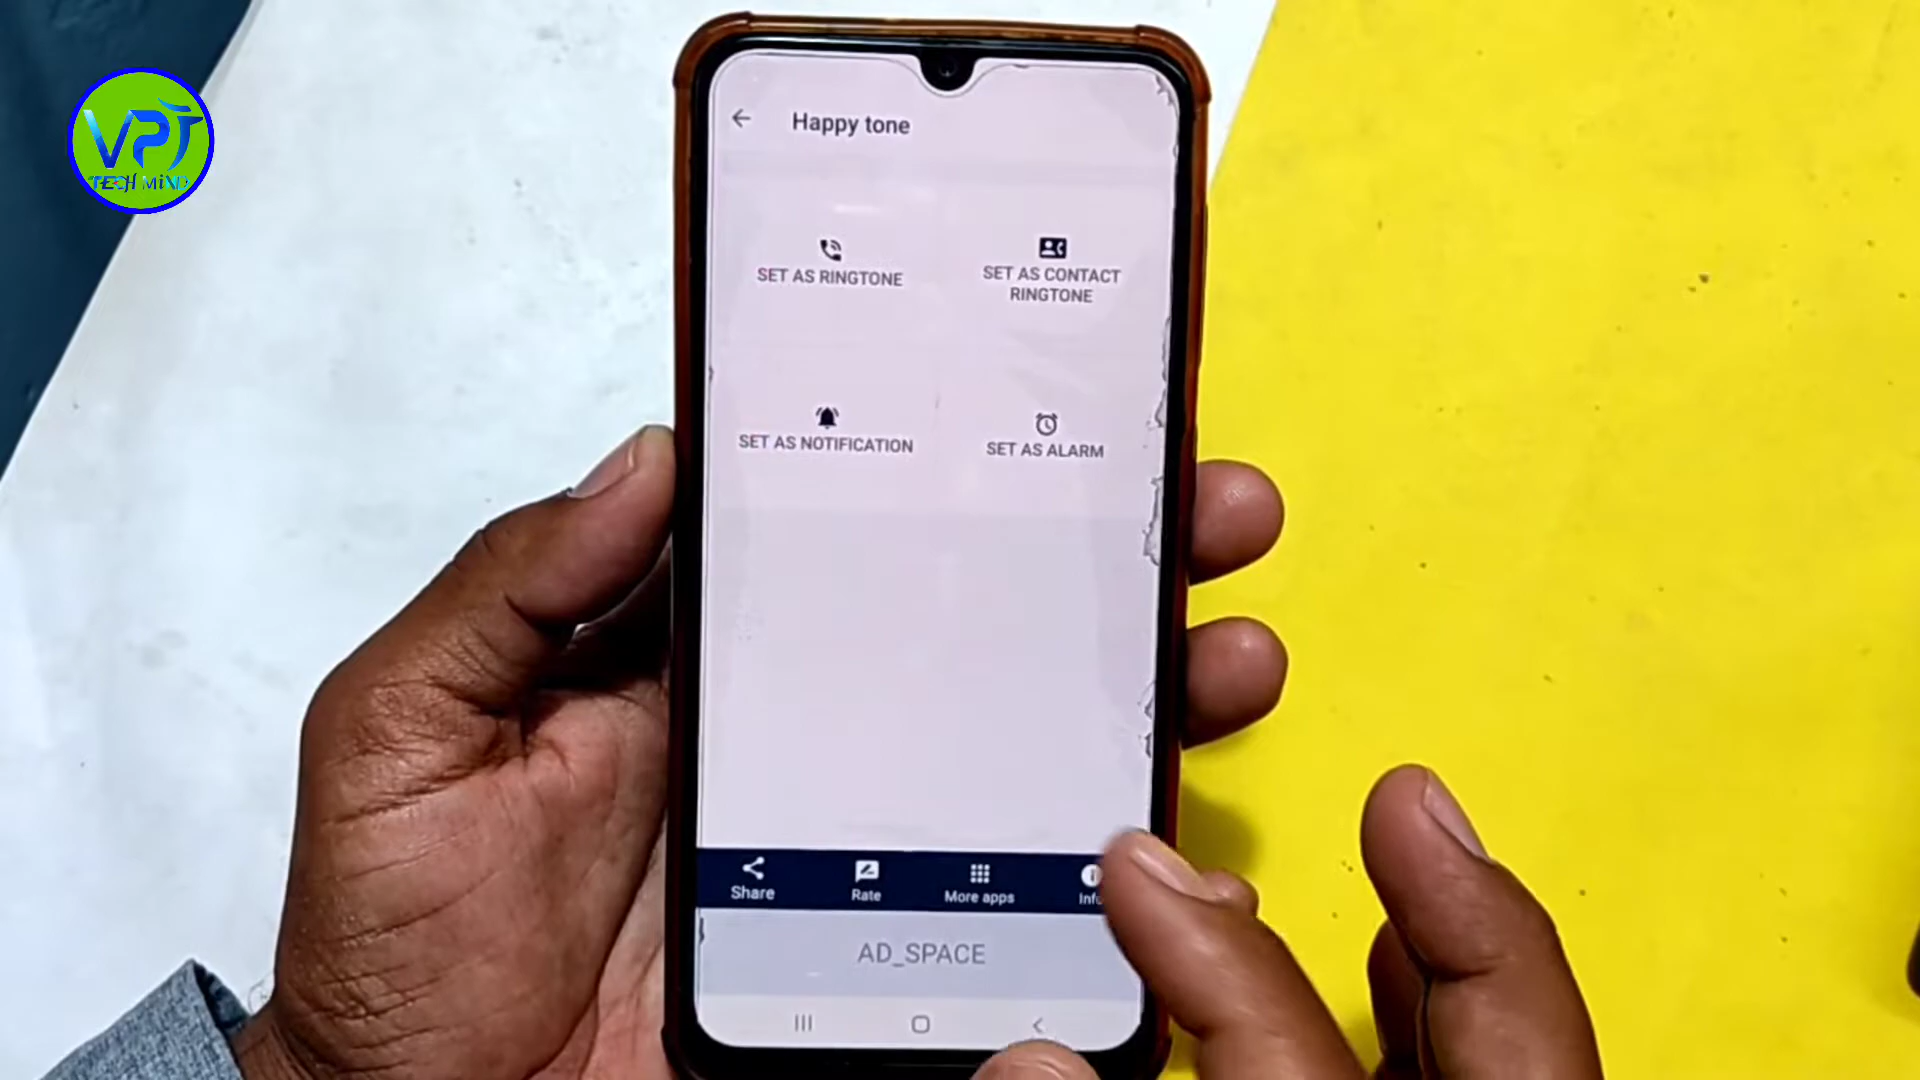 VPT
TECH MiND
Happy tone
SET AS RINGTONE
SET AS CONTACT
RINGTONE
SET AS NOTIFICATION
SET AS ALARM
Share
Rate
More apps
Info
AD_SPACE